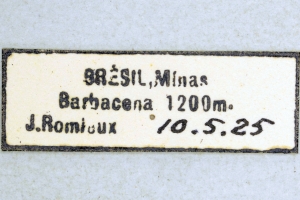 BRÉSIL,Minas
Barbacena 1200m.
J.Romieux 10.5.25